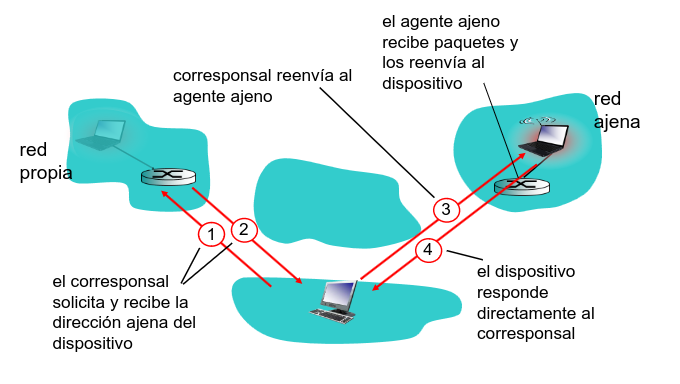 el agente ajeno
recibe paquetes y
los reenvía al
dispositivo
corresponsal reenvía al
agente ajeno
red
ajena
red
propia
1
2
3
4
el corresponsal
solicita y recibe la
dirección ajena del
dispositivo
el dispositivo
responde
directamente al
corresponsal